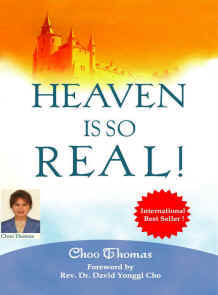 HEAVEN
IS SO
REAL!
Choo Thomas
International
Best Seller !
Choo Thomas
Foreword by
Rev. Dr. David Yonggi Cho